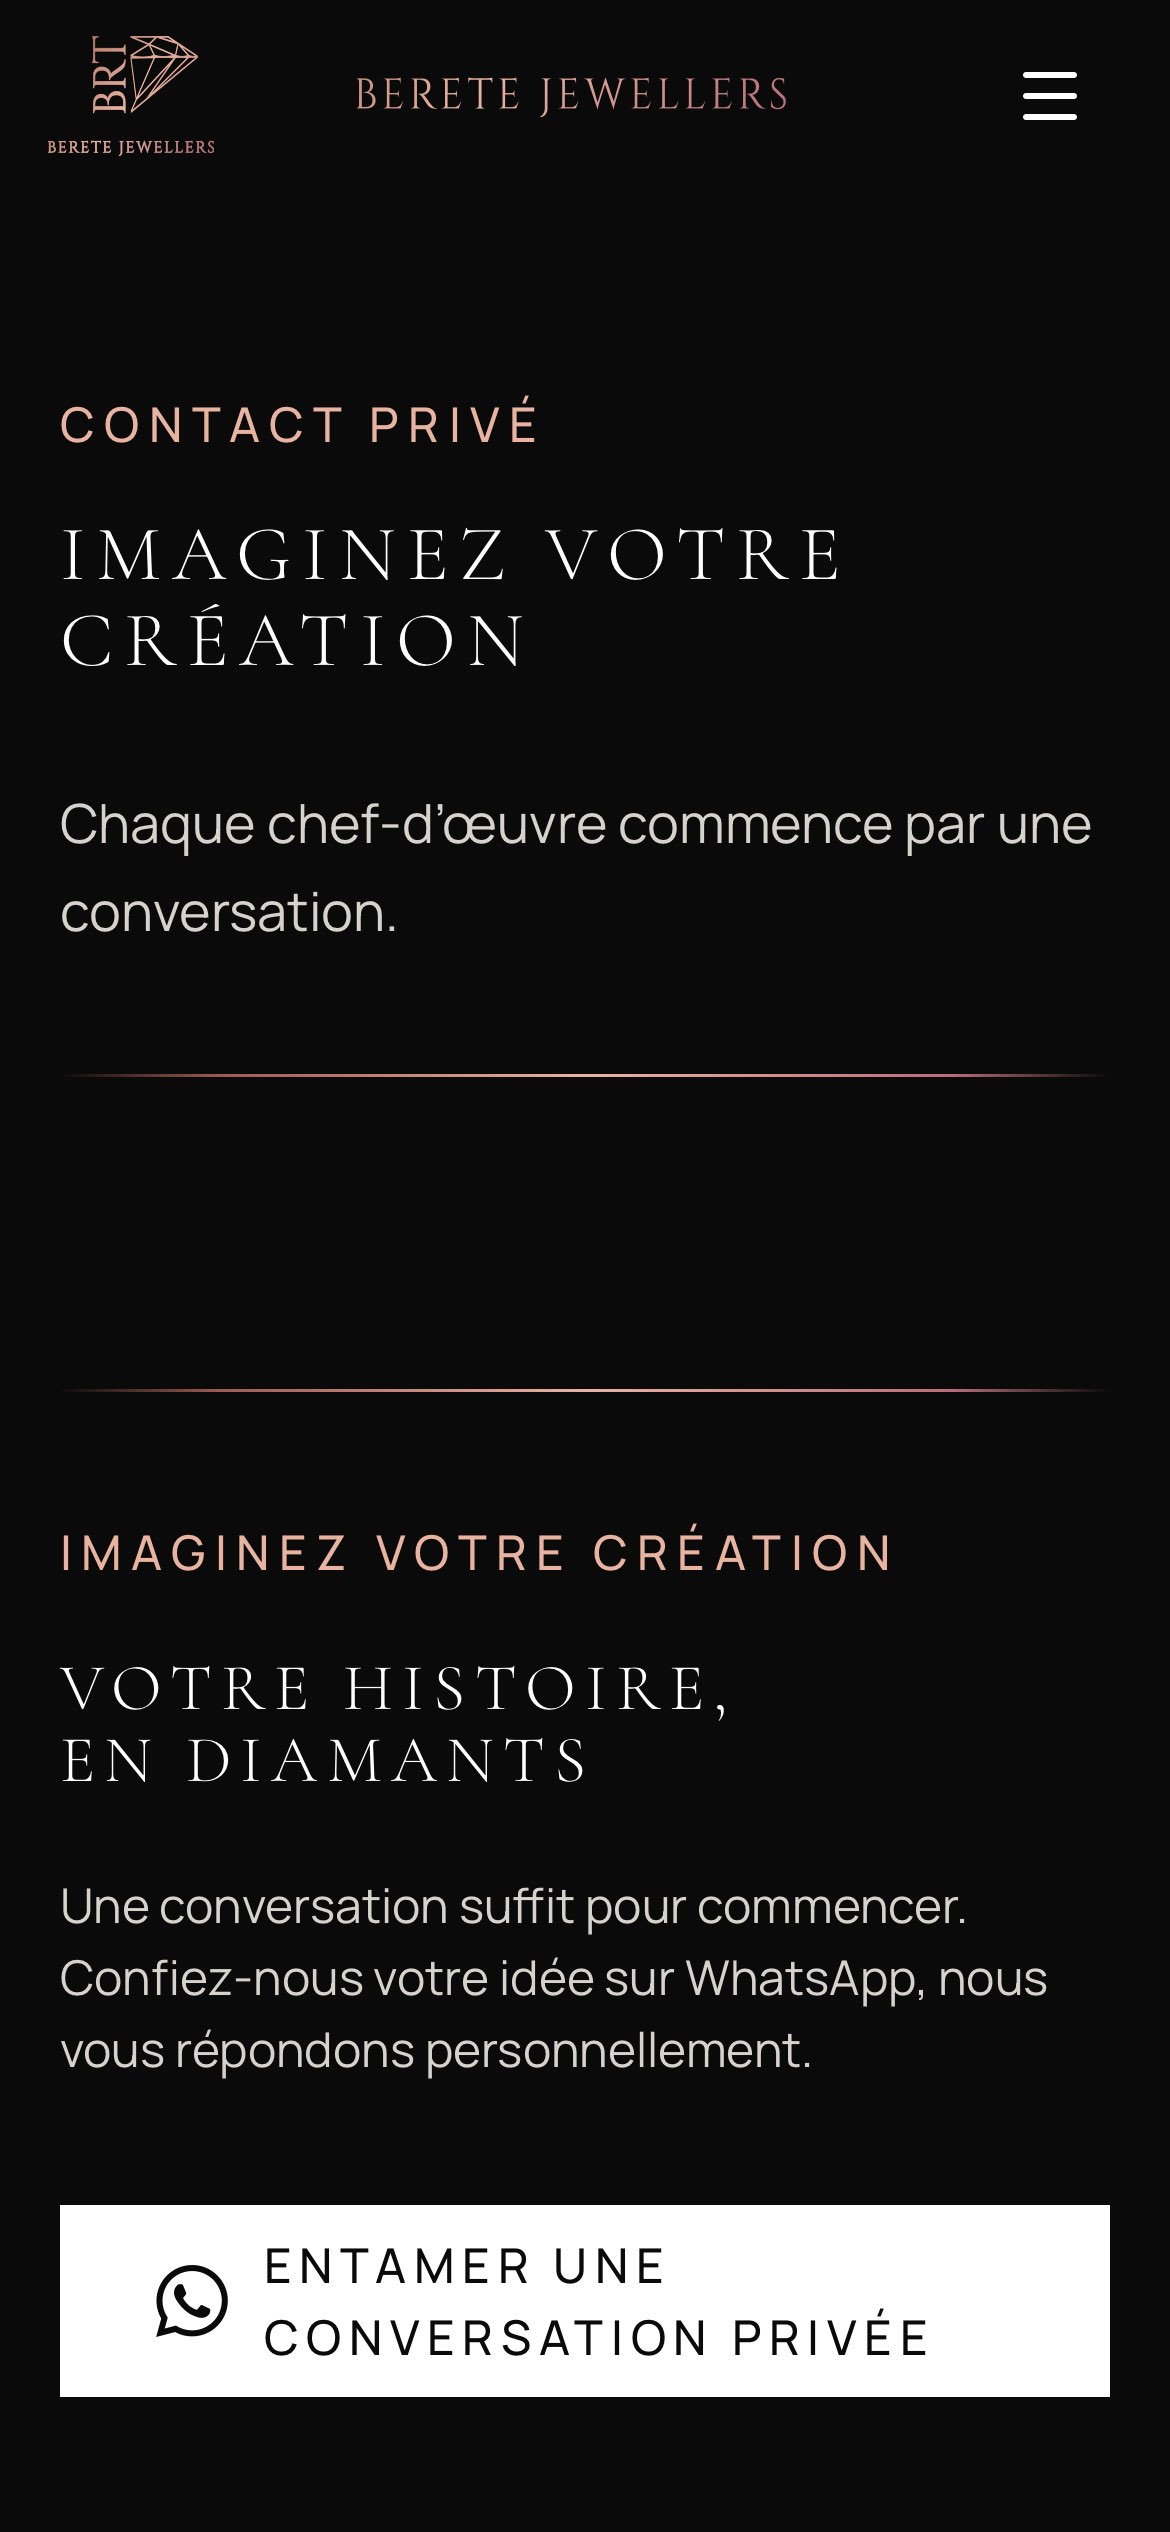 BRT
BERETE JEWELLERS
BERETE JEWELLERS
CONTACT PRIVÉ
IMAGINEZ VOTRE
CRÉATION
Chaque chef-d’œuvre commence par une
conversation.
IMAGINEZ VOTRE CRÉATION
VOTRE HISTOIRE,
EN DIAMANTS
Une conversation suffit pour commencer.
Confiez-nous votre idée sur WhatsApp, nous
vous répondons personnellement.
ENTAMER UNE
CONVERSATION PRIVÉE